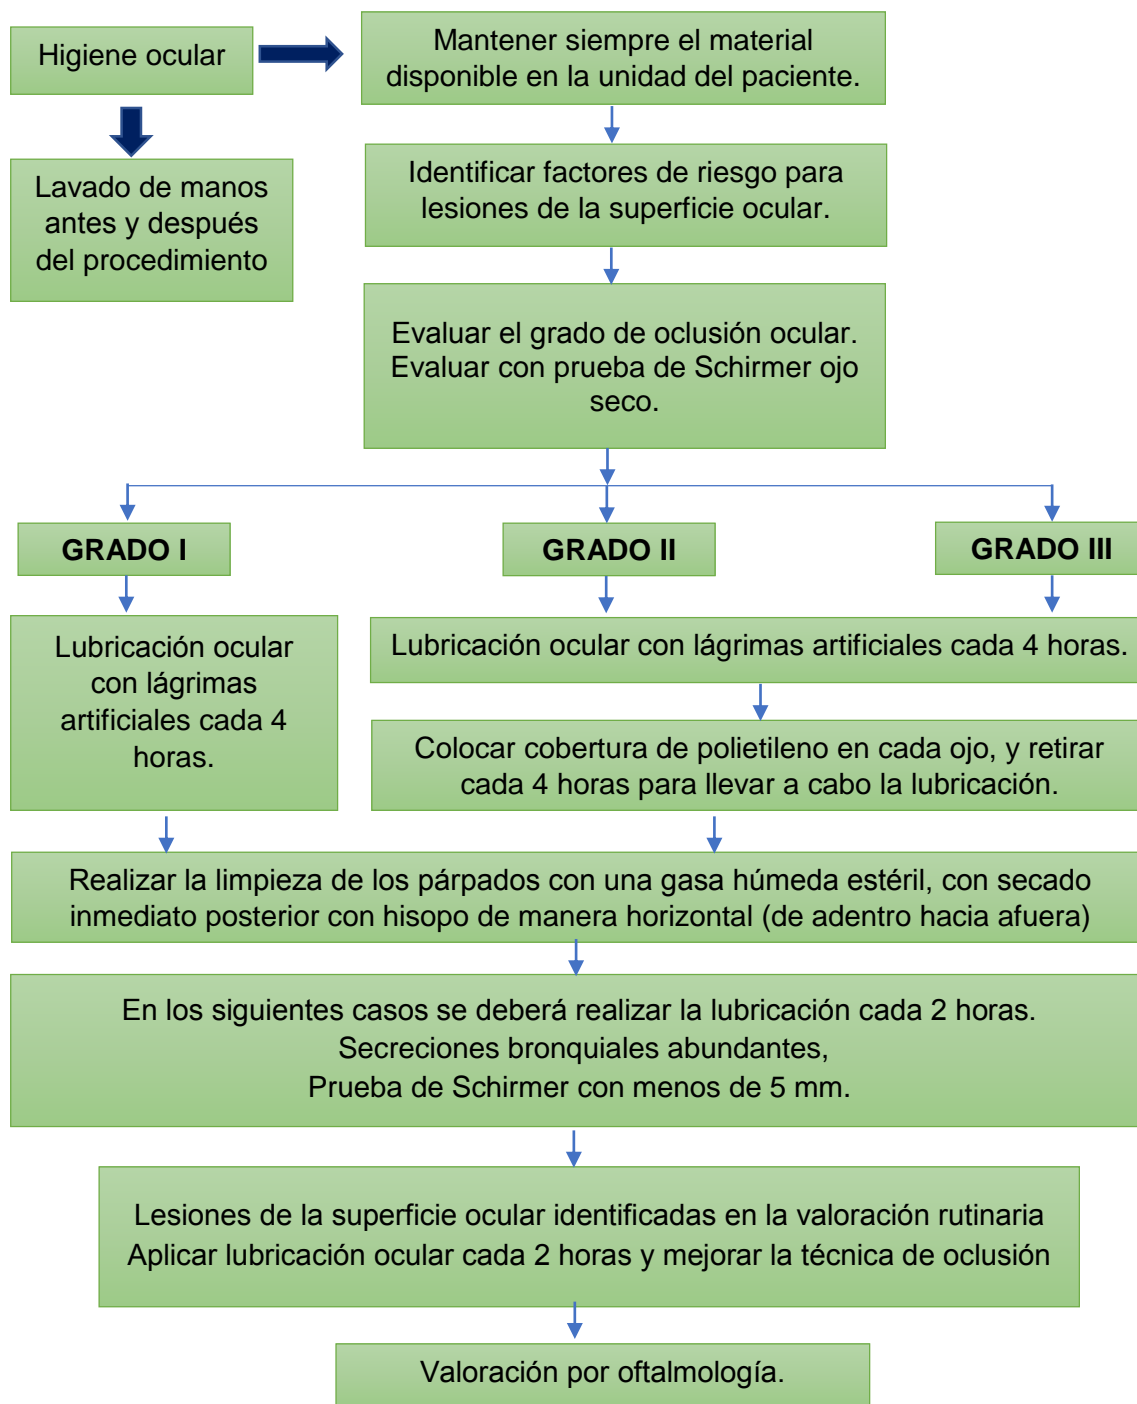 Higiene ocular
Mantener siempre el material
disponible en la unidad del paciente.
Lavado de manos
antes y después
del procedimiento
Identificar factores de riesgo para
lesiones de la superficie ocular.
Evaluar el grado de oclusión ocular.
Evaluar con prueba de Schirmer ojo
seco.
GRADO I
GRADO II
GRADO III
Lubricación ocular
con lágrimas
artificiales cada 4
horas.
Lubricación ocular con lágrimas artificiales cada 4 horas.
Colocar cobertura de polietileno en cada ojo, y retirar
cada 4 horas para llevar a cabo la lubricación.
Realizar la limpieza de los párpados con una gasa húmeda estéril, con secado
inmediato posterior con hisopo de manera horizontal (de adentro hacia afuera)
En los siguientes casos se deberá realizar la lubricación cada 2 horas.
Secreciones bronquiales abundantes,
Prueba de Schirmer con menos de 5 mm.
Lesiones de la superficie ocular identificadas en la valoración rutinaria
Aplicar lubricación ocular cada 2 horas y mejorar la técnica de oclusión
Valoración por oftalmología.